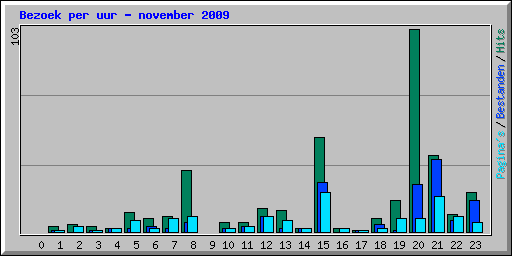 Bezoek per uur - november 2009
103
Pagina's / Bestanden / Hits
0 1 2 3 4 5 6 7 8 9 10 11 12 13 14 15 16 17 18 19 20 21 22 23